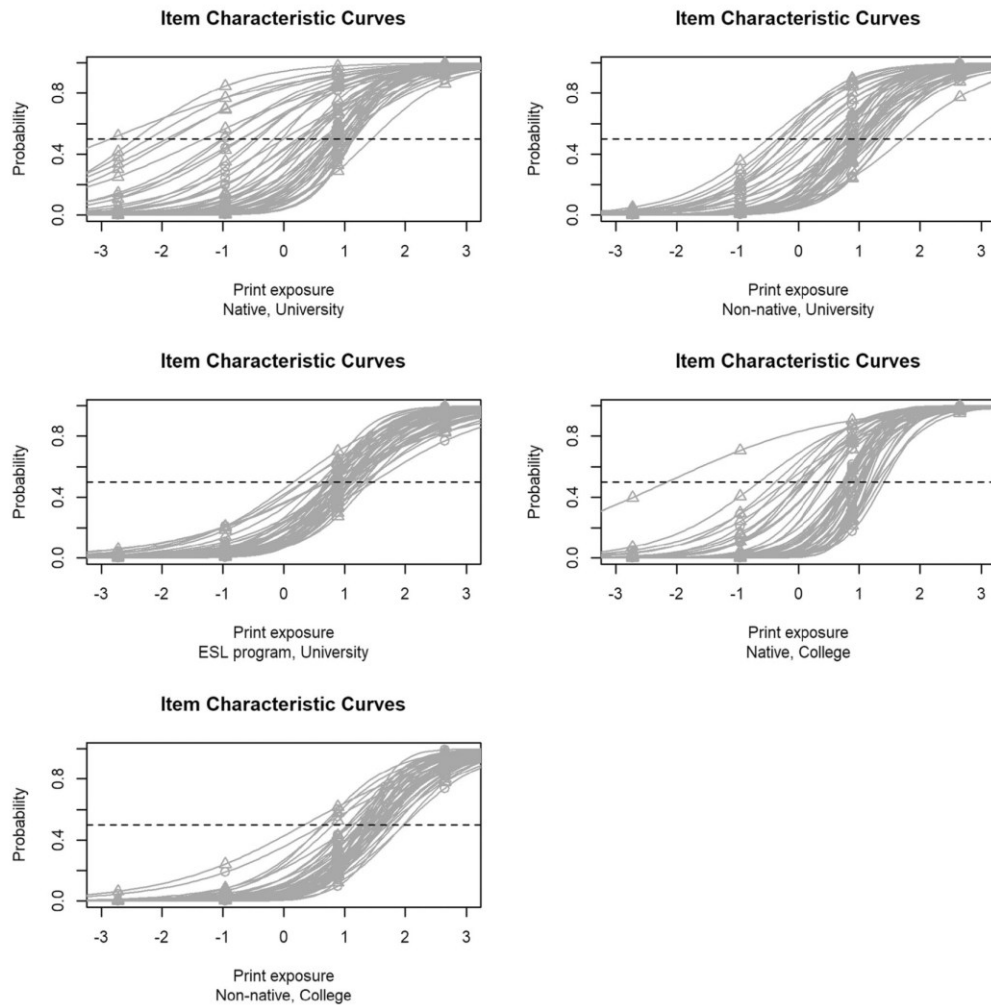 Item Characteristic Curves
Probability
0.0 0.4 0.8
-3 -2 -1 0 1 2 3
Print exposure
Native, University
Item Characteristic Curves
Probability
0.0 0.4 0.8
-3 -2 -1 0 1 2 3
Print exposure
Non-native, University
Item Characteristic Curves
Probability
0.0 0.4 0.8
-3 -2 -1 0 1 2 3
Print exposure
ESL program, University
Item Characteristic Curves
Probability
0.0 0.4 0.8
-3 -2 -1 0 1 2 3
Print exposure
Native, College
Item Characteristic Curves
Probability
0.0 0.4 0.8
-3 -2 -1 0 1 2 3
Print exposure
Non-native, College